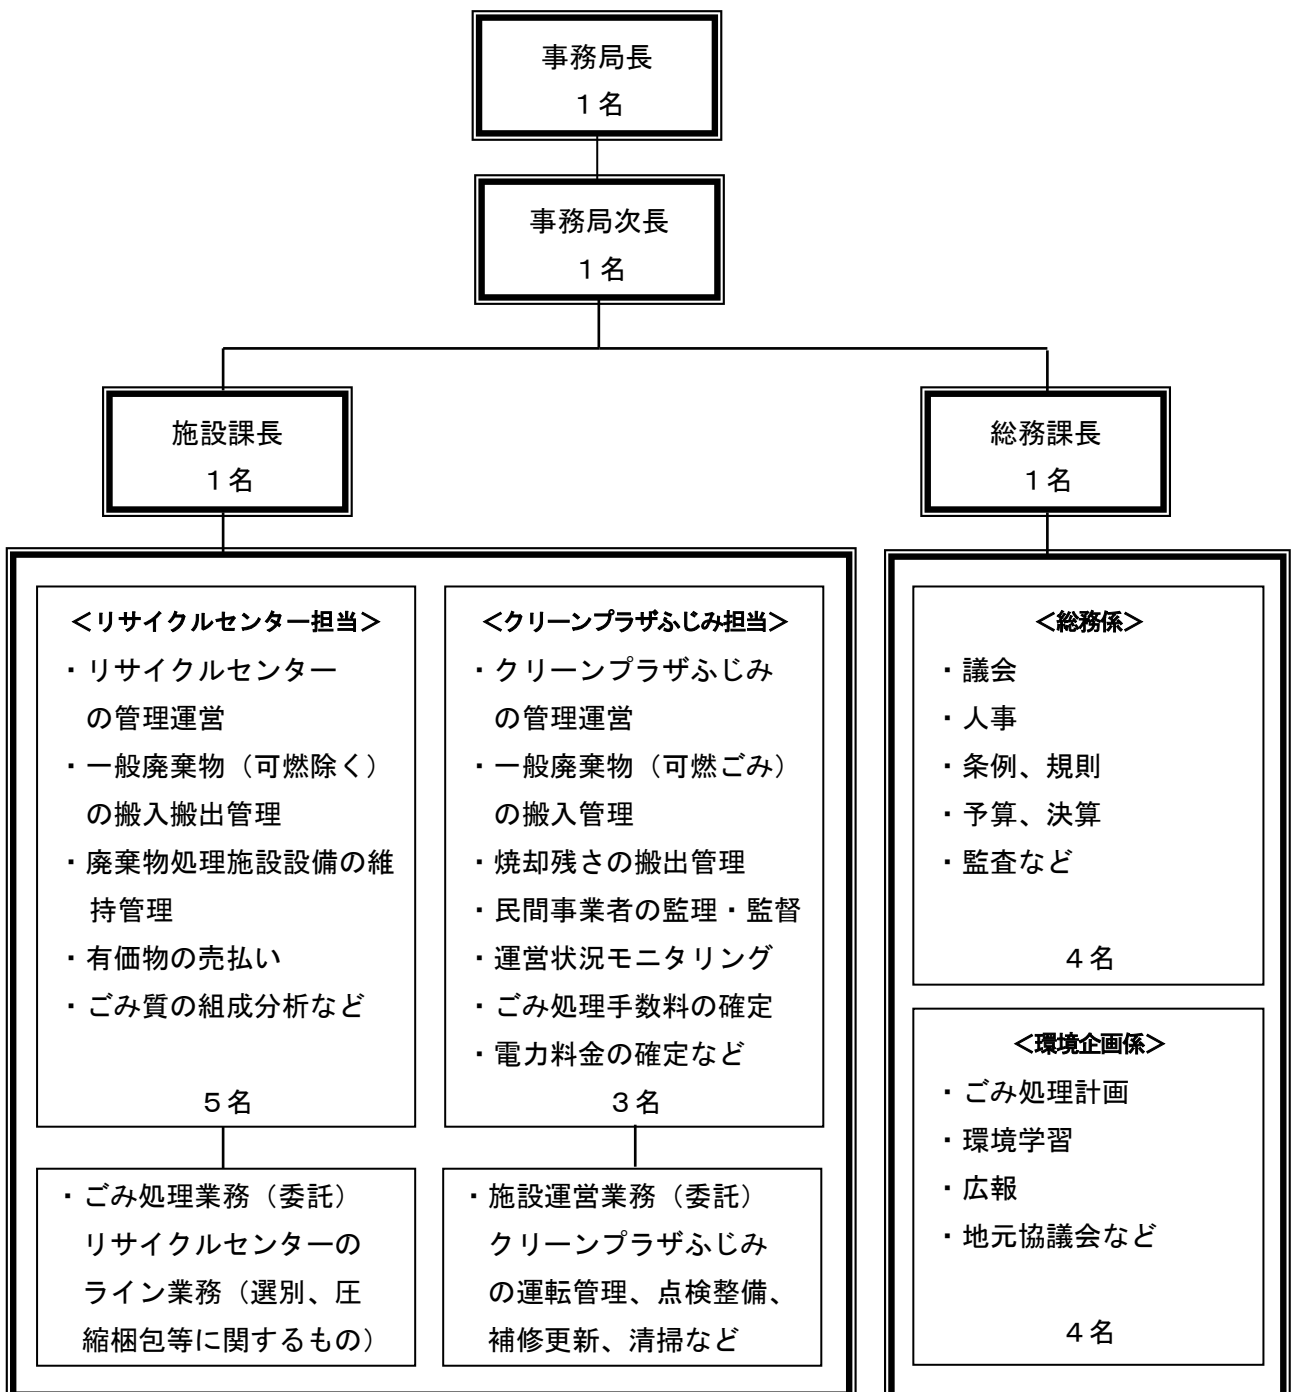 事務局長
１名
事務局次長
１名
施設課長
１名
総務課長
１名
＜リサイクルセンター担当＞
・リサイクルセンター
の管理運営
・一般廃棄物（可燃除く）
の搬入搬出管理
・廃棄物処理施設設備の維
持管理
・有価物の売払い
・ごみ質の組成分析など
５名
・ごみ処理業務（委託）
リサイクルセンターの
ライン業務（選別、圧
縮梱包等に関するもの）
＜クリーンプラザふじみ担当＞
・クリーンプラザふじみ
の管理運営
・一般廃棄物（可燃ごみ）
の搬入管理
・焼却残さの搬出管理
・民間事業者の監理・監督
・運営状況モニタリング
・ごみ処理手数料の確定
・電力料金の確定など
３名
・施設運営業務（委託）
クリーンプラザふじみ
の運転管理、点検整備、
補修更新、清掃など
＜総務係＞
・議会
・人事
・条例、規則
・予算、決算
・監査など
４名
＜環境企画係＞
・ごみ処理計画
・環境学習
・広報
・地元協議会など
４名